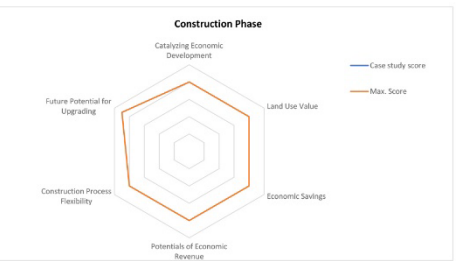 Construction Phase
Catalyzing Economic
Development
Case study score
Max. Score
Future Potential for
Upgrading
Land Use Value
Construction Process
Flexibility
Economic Savings
Potentials of Economic
Revenue